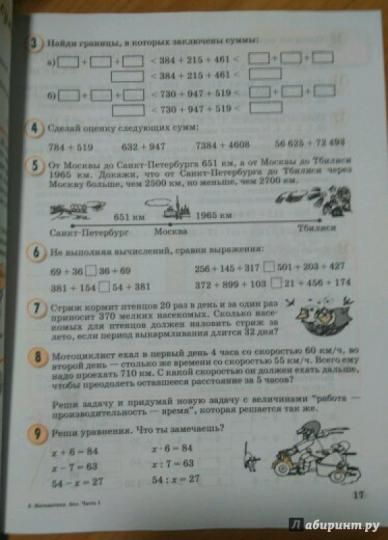 3 Найди границы, в которых заключены суммы:
а) □ + □ + □ < 384 + 215 + 461 < □ + □ + □
□ < 384 + 215 + 461 < □
б) □ + □ + □ < 730 + 947 + 519 < □ + □ + □
□ < 730 + 947 + 519 < □
4 Сделай оценку следующих сумм:
784 + 519 632 + 947 7384 + 4608 56 625 + 72 493
5 От Москвы до Санкт-Петербурга 651 км, а от Москвы до Тбилиси
1965 км. Докажи, что от Санкт-Петербурга до Тбилиси через
Москву больше, чем 2500 км, но меньше, чем 2700 км.
651 км 1965 км
Санкт-Петербург Москва Тбилиси
6 Не выполняя вычислений, сравни выражения:
69 + 36 □ 36 + 69 256 + 145 + 317 □ 501 + 203 + 427
381 + 154 □ 54 + 381 372 + 899 + 103 □ 21 + 456 + 174
7 Стриж кормит птенцов 20 раз в день и за один раз
приносит 370 мелких насекомых. Сколько насе-
комых для птенцов должен наловить стриж за
лето, если период выкармливания длится 32 дня?
8 Мотоциклист ехал в первый день 4 часа со скоростью 60 км/ч, во
второй день — столько же времени со скоростью 55 км/ч. Всего ему
надо проехать 710 км. С какой скоростью он должен ехать дальше,
чтобы преодолеть оставшееся расстояние за 5 часов?
Реши задачу и придумай новую задачу с величинами "работа —
производительность — время", которая решается так же.
9 Реши уравнения. Что ты замечаешь?
x + 6 = 84 x · 6 = 84
x − 7 = 63 x : 7 = 63
54 − x = 27 54 : x = 27
17
Лабиринт.ру